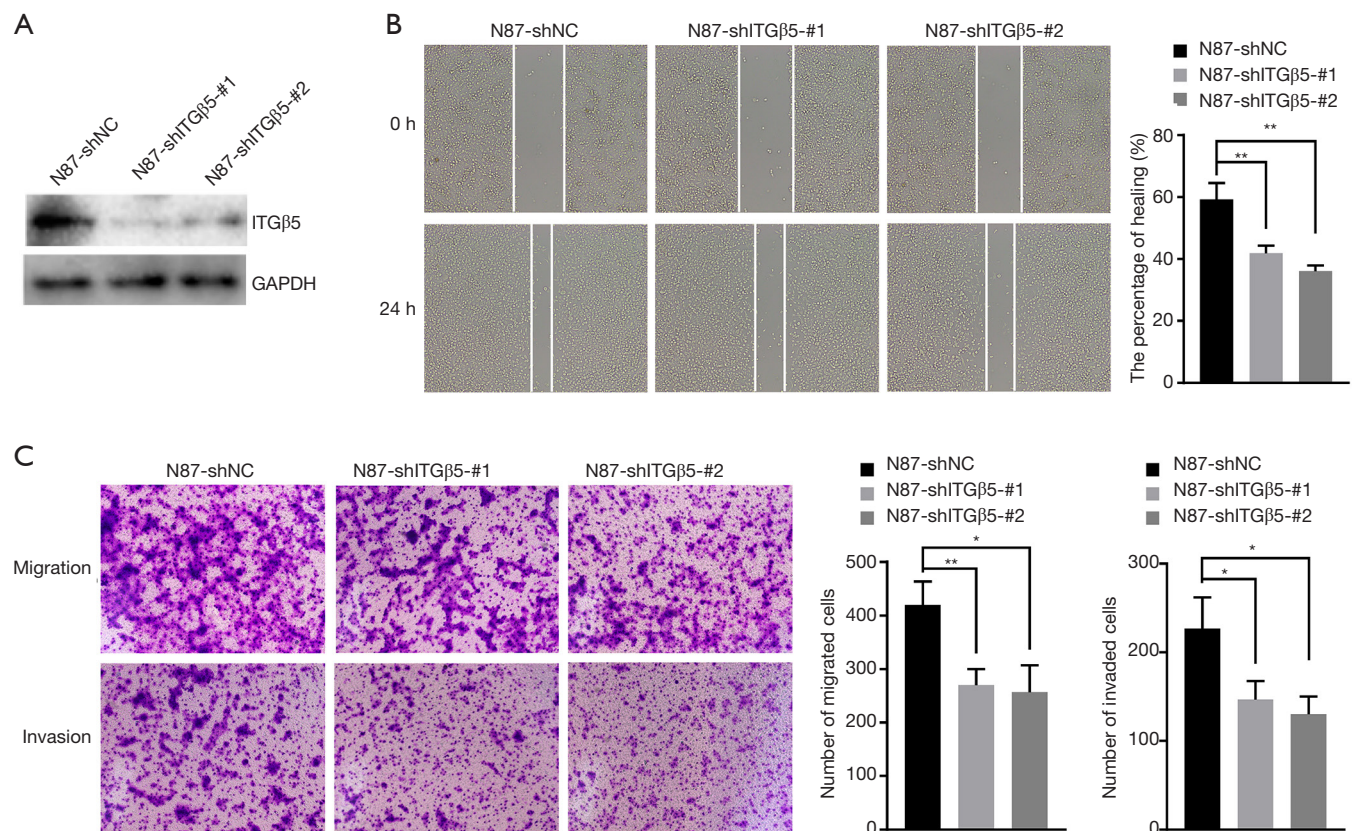 A
N87-shNC
N87-shITGβ5-#1
N87-shITGβ5-#2
ITGβ5
GAPDH
B
N87-shNC
N87-shITGβ5-#1
N87-shITGβ5-#2
0 h
24 h
N87-shNC
N87-shITGβ5-#1
N87-shITGβ5-#2
The percentage of healing (%)
80
60
40
20
0
**
**
C
N87-shNC
N87-shITGβ5-#1
N87-shITGβ5-#2
Migration
Invasion
N87-shNC
N87-shITGβ5-#1
N87-shITGβ5-#2
Number of migrated cells
500
400
300
200
100
0
*
**
N87-shNC
N87-shITGβ5-#1
N87-shITGβ5-#2
Number of invaded cells
300
200
100
0
*
*